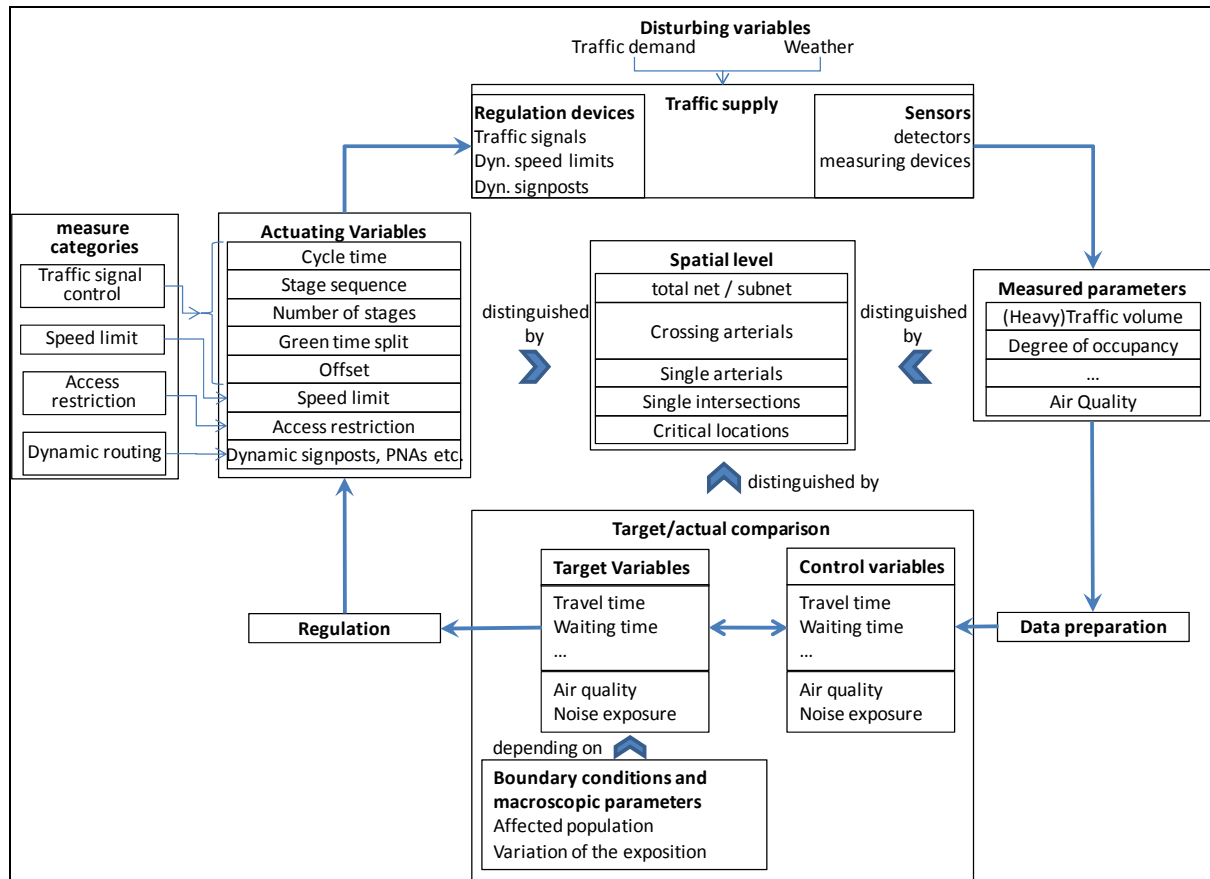 Disturbing variables
Traffic demand
Weather
Traffic supply
Regulation devices
Traffic signals
Dyn. speed limits
Dyn. signposts
Sensors
detectors
measuring devices
measure
categories
Traffic signal
control
Speed limit
Access
restriction
Dynamic routing
Actuating Variables
Cycle time
Stage sequence
Number of stages
Green time split
Offset
Speed limit
Access restriction
Dynamic signposts, PNAs etc.
distinguished
by
Spatial level
total net / subnet
Crossing arterials
Single arterials
Single intersections
Critical locations
distinguished
by
Measured parameters
(Heavy)Traffic volume
Degree of occupancy
...
Air Quality
distinguished by
Target/actual comparison
Target Variables
Travel time
Waiting time
...
Air quality
Noise exposure
Control variables
Travel time
Waiting time
...
Air quality
Noise exposure
Regulation
Data preparation
depending on
Boundary conditions and
macroscopic parameters
Affected population
Variation of the exposition